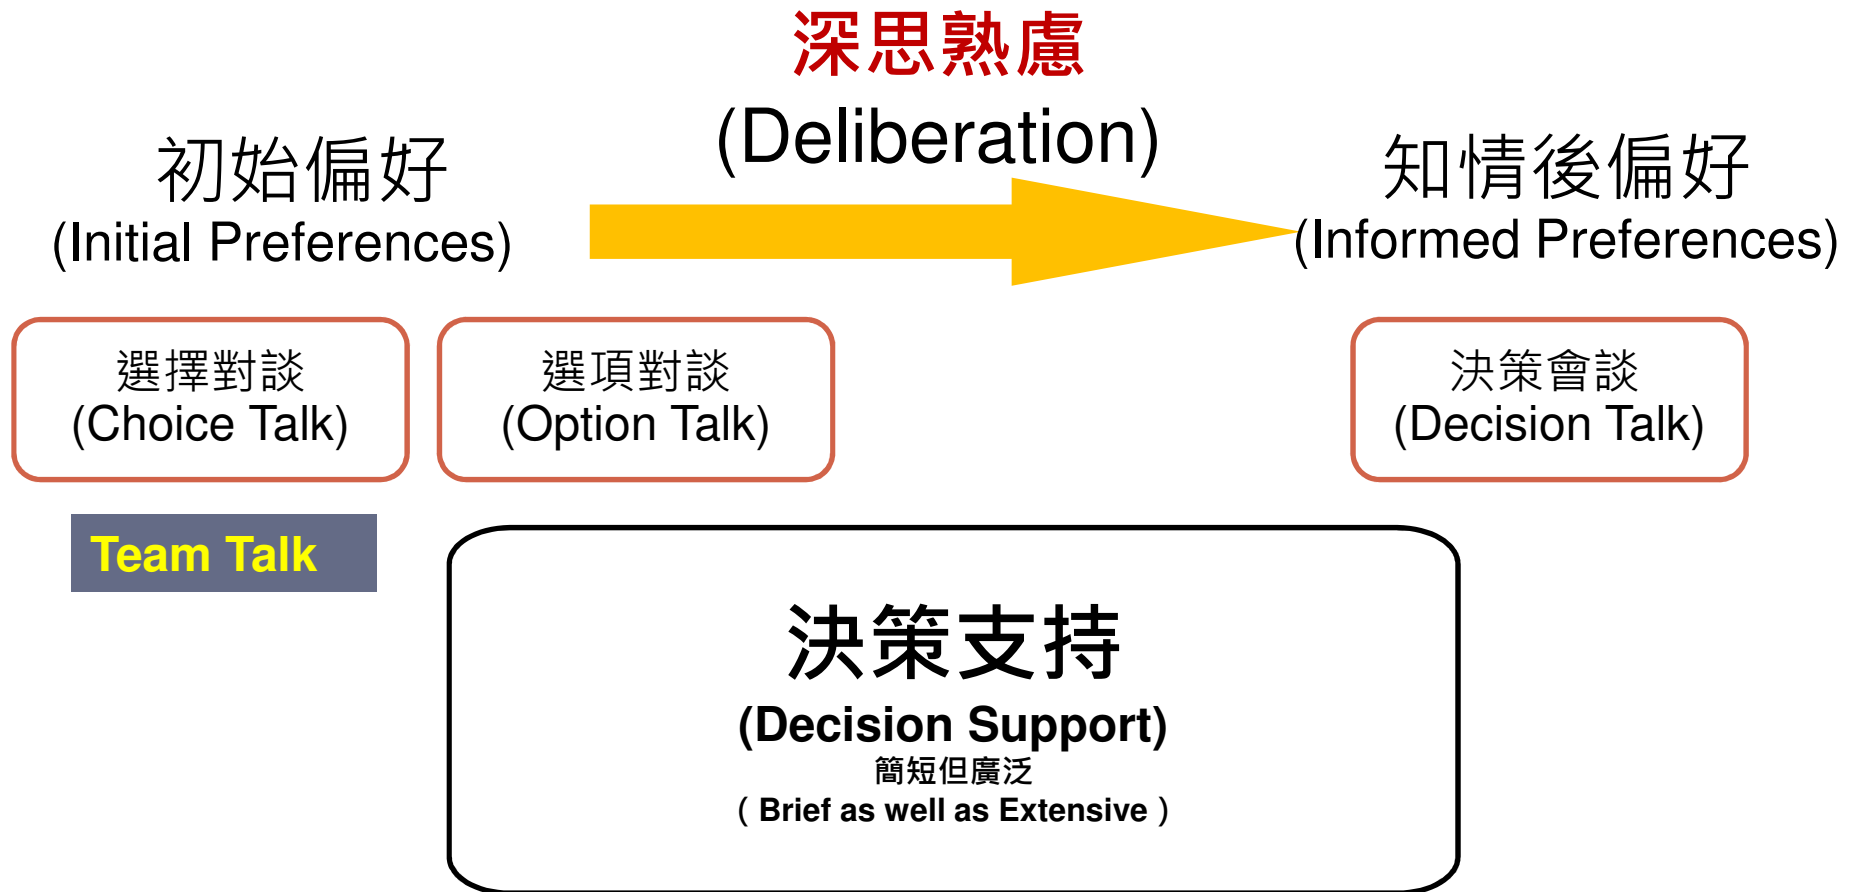 深思熟慮
(Deliberation)
初始偏好
(Initial Preferences)
知情後偏好
(Informed Preferences)
選擇對談
(Choice Talk)
選項對談
(Option Talk)
決策會談
(Decision Talk)
Team Talk
決策支持
(Decision Support)
簡短但廣泛
( Brief as well as Extensive )